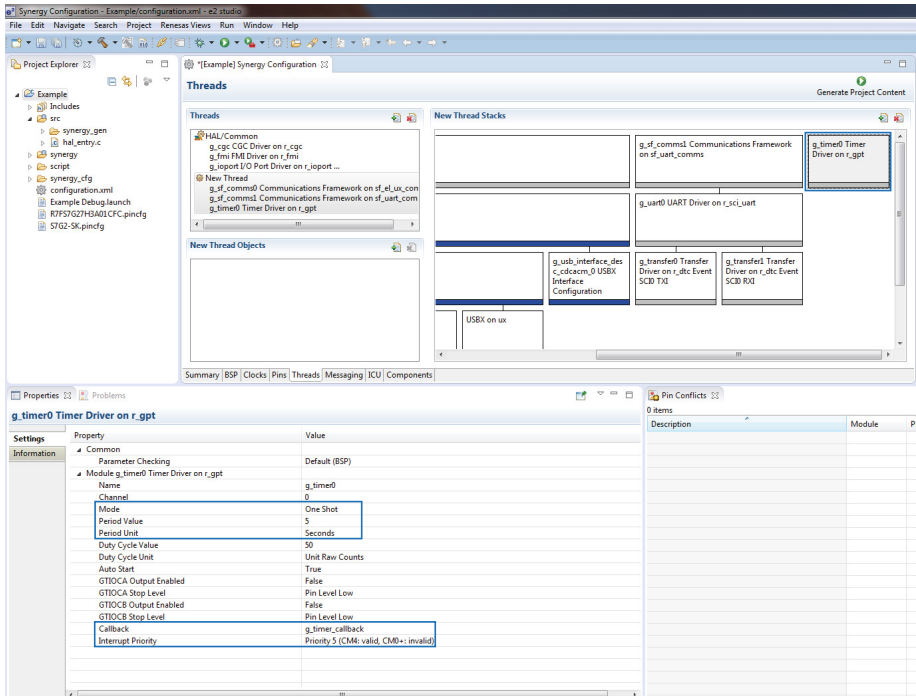 Synergy Configuration - Example/configuration.xml - e2 studio
File Edit Navigate Search Project Renesas Views Run Window Help
Project Explorer
*[Example] Synergy Configuration
Threads
Generate Project Content
Example
Includes
src
synergy_gen
hal_entry.c
synergy
script
synergy_cfg
configuration.xml
Example Debug.launch
R7FS7G27H3A01CFC.pincfg
S7G2-SK.pincfg
Threads
HAL/Common
g_cgc CGC Driver on r_cgc
g_fmi FMI Driver on r_fmi
g_ioport I/O Port Driver on r_ioport ...
New Thread
g_sf_comms0 Communications Framework on sf_el_ux_con
g_sf_comms1 Communications Framework on sf_uart_com
g_timer0 Timer Driver on r_gpt
New Thread Objects
New Thread Stacks
g_sf_comms1 Communications Framework
on sf_uart_comms
g_timer0 Timer
Driver on r_gpt
g_uart0 UART Driver on r_sci_uart
g_usb_interface_des
c_cdcacm_0 USBX
Interface
Configuration
g_transfer0 Transfer
Driver on r_dtc Event
SCI0 TXI
g_transfer1 Transfer
Driver on r_dtc Event
SCI0 RXI
USBX on ux
Summary BSP Clocks Pins Threads Messaging ICU Components
Properties Problems
g_timer0 Timer Driver on r_gpt
Settings
Information
Property Value
Common
Parameter Checking Default (BSP)
Module g_timer0 Timer Driver on r_gpt
Name g_timer0
Channel 0
Mode One Shot
Period Value 5
Period Unit Seconds
Duty Cycle Value 50
Duty Cycle Unit Unit Raw Counts
Auto Start True
GTIOCA Output Enabled False
GTIOCA Stop Level Pin Level Low
GTIOCB Output Enabled False
GTIOCB Stop Level Pin Level Low
Callback g_timer_callback
Interrupt Priority Priority 5 (CM4: valid, CM0+: invalid)
Pin Conflicts
0 items
Description Module P